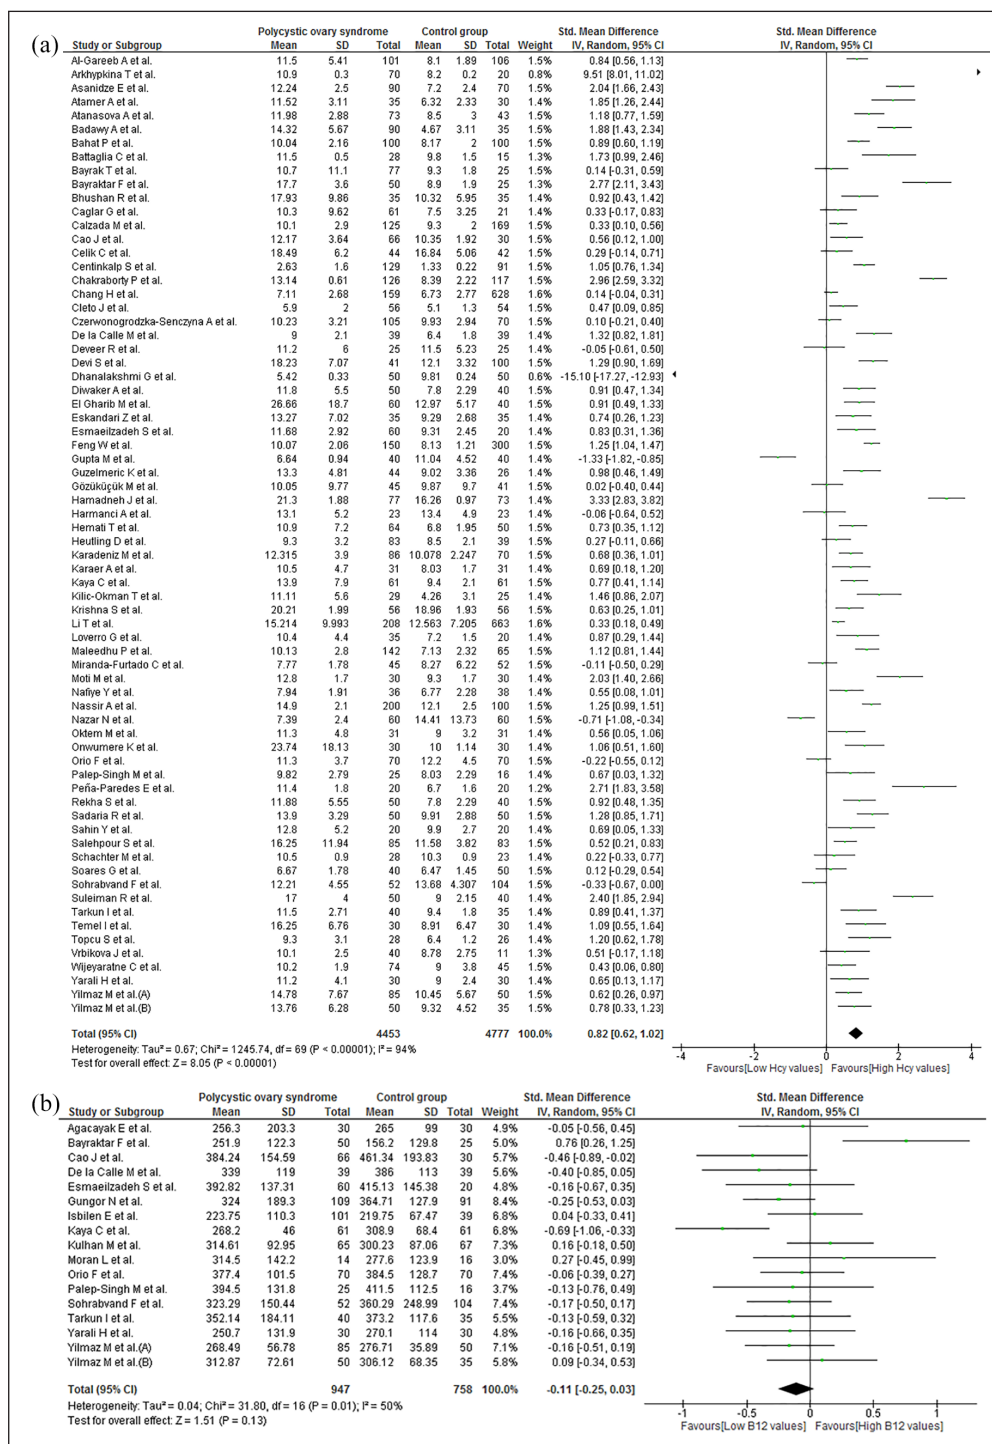 (a)
Polycystic ovary syndrome Control group Std. Mean Difference Std. Mean Difference
Study or Subgroup Mean SD Total Mean SD Total Weight IV, Random, 95% CI IV, Random, 95% CI
Al-Gareeb A et al. 11.5 5.41 101 8.1 1.89 106 1.5% 0.84 [0.56, 1.13]
Arkhypkina T et al. 10.9 0.3 70 8.2 0.2 20 0.8% 9.51 [8.01, 11.02]
Asanidze E et al. 12.24 2.5 90 7.2 2.4 70 1.5% 2.04 [1.66, 2.43]
Atamer A et al. 11.52 3.11 35 6.32 2.33 30 1.4% 1.85 [1.26, 2.44]
Atanasova A et al. 11.98 2.88 73 8.5 3 43 1.5% 1.18 [0.77, 1.59]
Badawy A et al. 14.32 5.67 90 4.67 3.11 35 1.5% 1.88 [1.43, 2.34]
Bahat P et al. 10.04 2.16 100 8.17 2 100 1.5% 0.89 [0.60, 1.19]
Battaglia C et al. 11.5 0.5 28 9.8 1.5 15 1.3% 1.73 [0.99, 2.46]
Bayrak T et al. 10.7 11.1 77 9.3 1.8 25 1.5% 0.14 [-0.31, 0.59]
Bayraktar F et al. 17.7 3.6 50 8.9 1.9 25 1.4% 2.77 [2.11, 3.43]
Bhushan R et al. 17.93 9.86 35 10.32 5.95 35 1.5% 0.92 [0.43, 1.42]
Caglar G et al. 10.3 9.62 61 7.5 3.25 21 1.5% 0.33 [-0.17, 0.83]
Calzada M et al. 10.1 2.9 125 9.3 2 169 1.5% 0.33 [0.10, 0.56]
Cao J et al. 12.17 3.64 66 10.35 1.92 30 1.5% 0.56 [0.12, 1.00]
Celik C et al. 18.49 6.2 44 16.84 5.06 42 1.5% 0.29 [-0.14, 0.71]
Centinkalp S et al. 2.63 1.6 129 1.33 0.22 91 1.5% 1.05 [0.76, 1.34]
Chakraborty P et al. 13.14 0.61 126 8.39 2.22 117 1.5% 2.96 [2.59, 3.32]
Chang H et al. 7.11 2.68 159 6.73 2.77 628 1.6% 0.14 [-0.04, 0.31]
Cleto J et al. 5.9 2 56 5.1 1.3 54 1.5% 0.47 [0.09, 0.85]
Czerwonogrodzka-Senczyna A et al. 10.23 3.21 105 9.93 2.94 70 1.5% 0.10 [-0.21, 0.40]
De la Calle M et al. 9 2.1 39 6.4 1.8 39 1.5% 1.32 [0.82, 1.81]
Deveer R et al. 11.2 6 25 11.5 5.23 25 1.4% -0.05 [-0.61, 0.50]
Devi S et al. 18.23 7.07 41 12.1 3.32 100 1.5% 1.29 [0.90, 1.69]
Dhanalakshmi G et al. 5.42 0.33 50 9.81 0.24 50 0.6% -15.10 [-17.27, -12.93]
Diwaker A et al. 11.8 5.5 50 7.8 2.29 40 1.5% 0.91 [0.47, 1.34]
El Gharib M et al. 26.66 18.7 60 12.97 5.17 40 1.5% 0.91 [0.49, 1.33]
Eskandari Z et al. 13.27 7.02 35 9.29 2.68 35 1.5% 0.74 [0.26, 1.23]
Esmaeilzadeh S et al. 11.68 2.92 60 9.31 2.45 20 1.5% 0.83 [0.31, 1.36]
Feng W et al. 10.07 2.06 150 8.13 1.21 300 1.6% 1.25 [1.04, 1.47]
Gupta M et al. 6.64 0.94 40 11.04 4.52 40 1.5% -1.33 [-1.82, -0.85]
Guzelmeric K et al. 13.3 4.81 44 9.02 3.36 26 1.5% 0.98 [0.46, 1.49]
Gözüküçük M et al. 10.05 9.77 45 9.87 9.7 41 1.5% 0.02 [-0.40, 0.44]
Hamadneh J et al. 21.3 1.88 77 16.26 0.97 73 1.5% 3.33 [2.83, 3.82]
Harmanci A et al. 13.1 5.2 23 13.4 4.9 23 1.4% -0.06 [-0.64, 0.52]
Hemati T et al. 10.9 7.2 64 6.8 1.95 50 1.5% 0.73 [0.35, 1.12]
Heutling D et al. 9.3 3.2 83 8.5 2.1 39 1.5% 0.27 [-0.11, 0.66]
Karadeniz M et al. 12.315 3.9 86 10.078 2.247 70 1.5% 0.68 [0.36, 1.01]
Karaer A et al. 10.5 4.7 31 8.03 1.7 31 1.5% 0.69 [0.18, 1.20]
Kaya C et al. 13.9 7.9 61 9.4 2.1 61 1.5% 0.77 [0.41, 1.14]
Kilic-Okman T et al. 11.11 5.6 29 4.26 3.1 25 1.4% 1.46 [0.86, 2.07]
Krishna S et al. 20.21 1.99 56 18.96 1.93 56 1.5% 0.63 [0.25, 1.01]
Li T et al. 15.214 9.993 208 12.563 7.205 663 1.6% 0.33 [0.18, 0.49]
Loverro G et al. 10.4 4.4 35 7.2 1.5 20 1.4% 0.87 [0.29, 1.44]
Maleedhu P et al. 10.13 2.8 142 7.13 2.32 65 1.5% 1.12 [0.81, 1.44]
Miranda-Furtado C et al. 7.77 1.78 45 8.27 6.22 52 1.5% -0.11 [-0.50, 0.29]
Moti M et al. 12.8 1.7 30 9.3 1.7 30 1.4% 2.03 [1.40, 2.66]
Nafiye Y et al. 7.94 1.91 36 6.77 2.28 38 1.5% 0.55 [0.08, 1.01]
Nassir A et al. 14.9 2.1 200 12.1 2.5 100 1.5% 1.25 [0.99, 1.51]
Nazar N et al. 7.39 2.4 60 14.41 13.73 60 1.5% -0.71 [-1.08, -0.34]
Oktem M et al. 11.3 4.8 31 9 3.2 31 1.5% 0.56 [0.05, 1.06]
Onwumere K et al. 23.74 18.13 30 10 1.14 30 1.4% 1.06 [0.51, 1.60]
Orio F et al. 11.3 3.7 70 12.2 4.5 70 1.5% -0.22 [-0.55, 0.12]
Palep-Singh M et al. 9.82 2.79 25 8.03 2.29 16 1.4% 0.67 [0.03, 1.32]
Peña-Paredes E et al. 11.4 1.8 20 6.7 1.6 20 1.2% 2.71 [1.83, 3.58]
Rekha S et al. 11.88 5.55 50 7.8 2.29 40 1.5% 0.92 [0.48, 1.35]
Sadaria R et al. 13.9 3.29 50 9.91 2.88 50 1.5% 1.28 [0.85, 1.71]
Sahin Y et al. 12.8 5.2 20 9.9 2.7 20 1.4% 0.69 [0.05, 1.33]
Salehpour S et al. 16.25 11.94 85 11.58 3.82 83 1.5% 0.52 [0.21, 0.83]
Schachter M et al. 10.5 0.9 28 10.3 0.9 23 1.4% 0.22 [-0.33, 0.77]
Soares G et al. 6.67 1.78 40 6.47 1.45 50 1.5% 0.12 [-0.29, 0.54]
Sohrabvand F et al. 12.21 4.55 52 13.68 4.307 104 1.5% -0.33 [-0.67, 0.00]
Suleiman R et al. 17 4 50 9 2.15 40 1.4% 2.40 [1.85, 2.94]
Tarkun I et al. 11.5 2.71 40 9.4 1.8 35 1.5% 0.89 [0.41, 1.37]
Temel I et al. 16.25 6.76 30 8.91 6.47 30 1.4% 1.09 [0.55, 1.64]
Topcu S et al. 9.3 3.1 28 6.4 1.2 26 1.4% 1.20 [0.62, 1.78]
Vrbikova J et al. 10.1 2.5 40 8.78 2.75 11 1.4% 0.51 [-0.17, 1.18]
Wijeyaratne C et al. 10.2 1.9 74 9 3.8 45 1.5% 0.43 [0.06, 0.80]
Yarali H et al. 11.2 4.1 30 9 2.4 30 1.4% 0.65 [0.13, 1.17]
Yilmaz M et al.(A) 14.78 7.67 85 10.45 5.67 50 1.5% 0.62 [0.26, 0.97]
Yilmaz M et al.(B) 13.76 6.28 50 9.32 4.52 35 1.5% 0.78 [0.33, 1.23]
Total (95% CI) 4453 4777 100.0% 0.82 [0.62, 1.02]
Heterogeneity: Tau² = 0.67; Chi² = 1245.74, df = 69 (P < 0.00001); I² = 94%
Test for overall effect: Z = 8.05 (P < 0.00001)
-4 -2 0 2 4
Favours[Low Hcy values] Favours[High Hcy values]
(b)
Polycystic ovary syndrome Control group Std. Mean Difference Std. Mean Difference
Study or Subgroup Mean SD Total Mean SD Total Weight IV, Random, 95% CI IV, Random, 95% CI
Agacayak E et al. 256.3 203.3 30 265 99 30 4.9% -0.05 [-0.56, 0.45]
Bayraktar F et al. 251.9 122.3 50 156.2 129.8 25 5.0% 0.76 [0.26, 1.25]
Cao J et al. 384.24 154.59 66 461.34 193.83 30 5.7% -0.46 [-0.89, -0.02]
De la Calle M et al. 339 119 39 386 113 39 5.6% -0.40 [-0.85, 0.05]
Esmaeilzadeh S et al. 392.82 137.31 60 415.13 145.38 20 4.9% -0.16 [-0.67, 0.35]
Gungor N et al. 324 189.3 109 364.71 127.9 91 8.4% -0.25 [-0.53, 0.03]
Isbilen E et al. 223.75 110.3 101 219.75 67.47 39 6.9% 0.04 [-0.33, 0.41]
Kaya C et al. 268.2 46 61 308.9 68.4 61 7.0% -0.69 [-1.06, -0.33]
Kulhan M et al. 314.61 92.95 65 300.23 87.06 67 7.3% 0.16 [-0.18, 0.50]
Moran L et al. 314.5 142.2 14 277.6 123.9 16 3.0% 0.27 [-0.45, 0.99]
Orio F et al. 377.4 101.5 70 384.5 128.7 70 7.5% -0.06 [-0.39, 0.27]
Palep-Singh M et al. 394.5 131.8 25 411.5 112.5 16 3.7% -0.13 [-0.76, 0.49]
Sohrabvand F et al. 323.29 150.44 52 360.29 248.99 104 7.4% -0.17 [-0.50, 0.17]
Tarkun I et al. 352.14 184.11 40 373.2 117.6 35 5.5% -0.13 [-0.59, 0.32]
Yarali H et al. 250.7 131.9 30 270.1 114 30 4.9% -0.16 [-0.66, 0.35]
Yilmaz M et al.(A) 268.49 56.78 85 276.71 35.89 50 7.1% -0.16 [-0.51, 0.19]
Yilmaz M et al.(B) 312.87 72.61 50 306.12 68.35 35 5.8% 0.09 [-0.34, 0.53]
Total (95% CI) 947 758 100.0% -0.11 [-0.25, 0.03]
Heterogeneity: Tau² = 0.04; Chi² = 31.80, df = 16 (P = 0.01); I² = 50%
Test for overall effect: Z = 1.51 (P = 0.13)
-1 -0.5 0 0.5 1
Favours[Low B12 values] Favours[High B12 values]